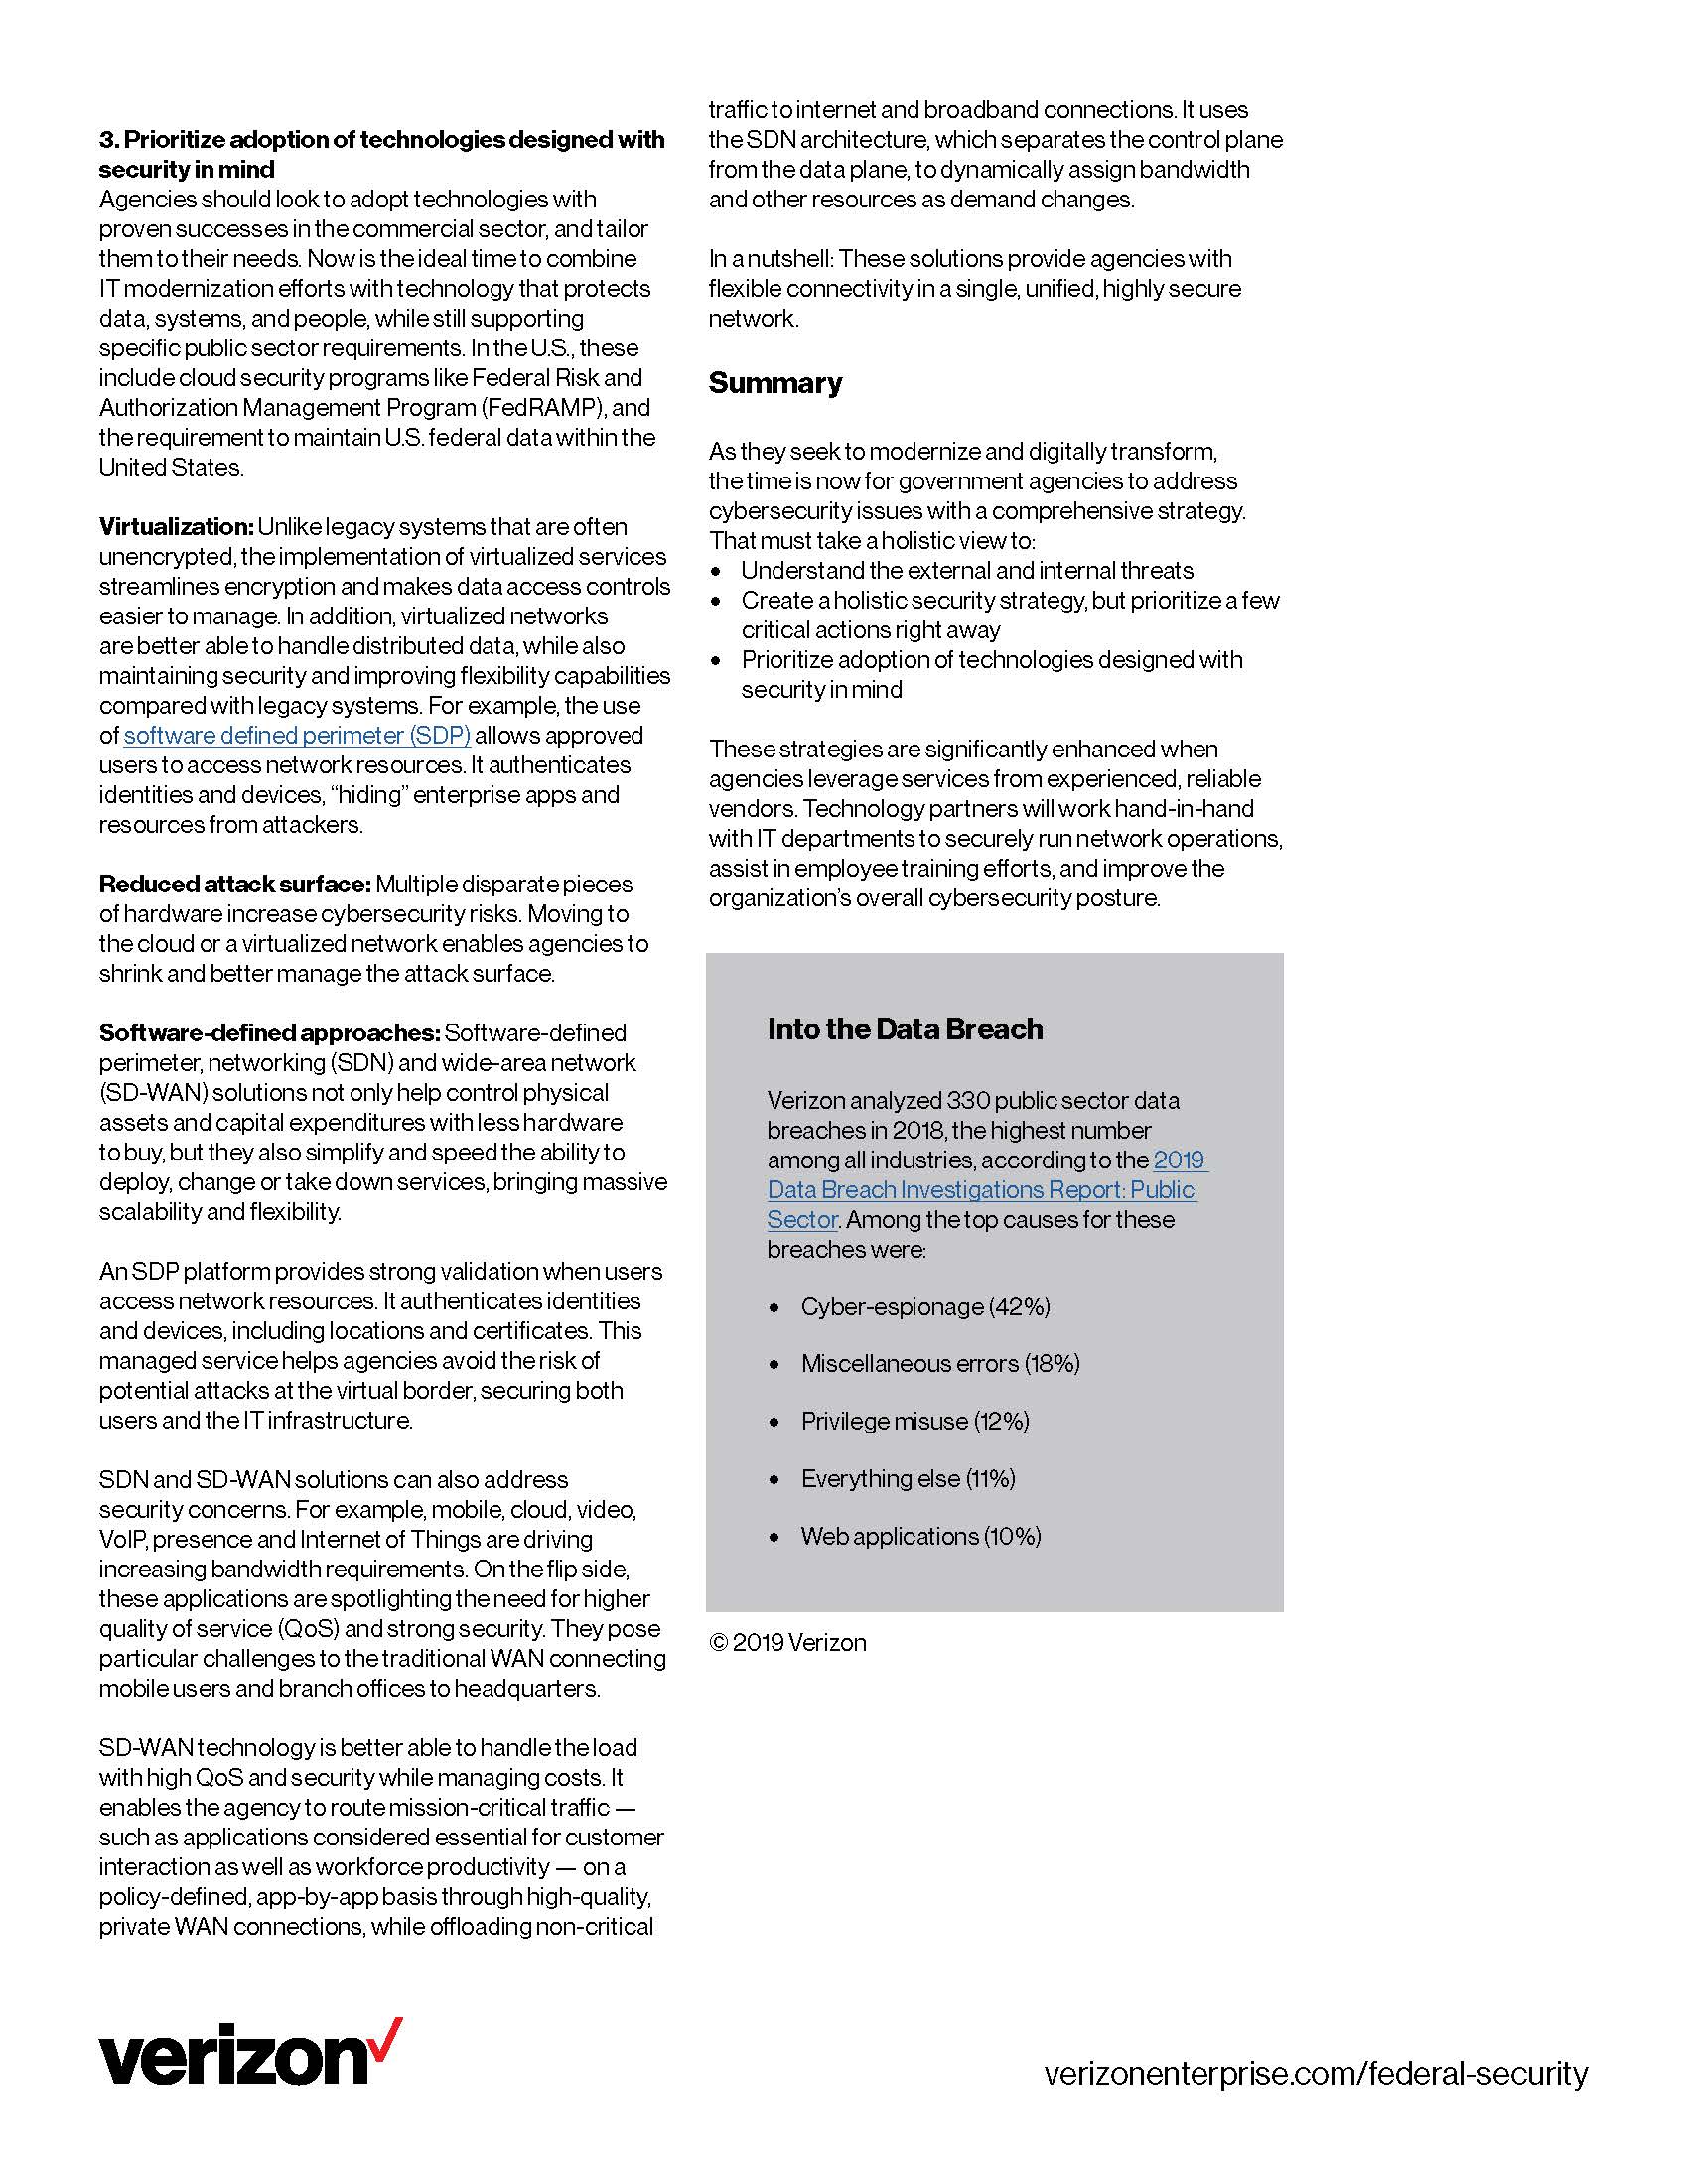 3. Prioritize adoption of technologies designed with
security in mind
Agencies should look to adopt technologies with
proven successes in the commercial sector, and tailor
them to their needs. Now is the ideal time to combine
IT modernization efforts with technology that protects
data, systems, and people, while still supporting
specific public sector requirements. In the U.S., these
include cloud security programs like Federal Risk and
Authorization Management Program (FedRAMP), and
the requirement to maintain U.S. federal data within the
United States.
Virtualization: Unlike legacy systems that are often
unencrypted, the implementation of virtualized services
streamlines encryption and makes data access controls
easier to manage. In addition, virtualized networks
are better able to handle distributed data, while also
maintaining security and improving flexibility capabilities
compared with legacy systems. For example, the use
of software defined perimeter (SDP) allows approved
users to access network resources. It authenticates
identities and devices, “hiding” enterprise apps and
resources from attackers.
Reduced attack surface: Multiple disparate pieces
of hardware increase cybersecurity risks. Moving to
the cloud or a virtualized network enables agencies to
shrink and better manage the attack surface.
Software-defined approaches: Software-defined
perimeter, networking (SDN) and wide-area network
(SD-WAN) solutions not only help control physical
assets and capital expenditures with less hardware
to buy, but they also simplify and speed the ability to
deploy, change or take down services, bringing massive
scalability and flexibility.
An SDP platform provides strong validation when users
access network resources. It authenticates identities
and devices, including locations and certificates. This
managed service helps agencies avoid the risk of
potential attacks at the virtual border, securing both
users and the IT infrastructure.
SDN and SD-WAN solutions can also address
security concerns. For example, mobile, cloud, video,
VoIP, presence and Internet of Things are driving
increasing bandwidth requirements. On the flip side,
these applications are spotlighting the need for higher
quality of service (QoS) and strong security. They pose
particular challenges to the traditional WAN connecting
mobile users and branch offices to headquarters.
SD-WAN technology is better able to handle the load
with high QoS and security while managing costs. It
enables the agency to route mission-critical traffic —
such as applications considered essential for customer
interaction as well as workforce productivity — on a
policy-defined, app-by-app basis through high-quality,
private WAN connections, while offloading non-critical
traffic to internet and broadband connections. It uses
the SDN architecture, which separates the control plane
from the data plane, to dynamically assign bandwidth
and other resources as demand changes.
In a nutshell: These solutions provide agencies with
flexible connectivity in a single, unified, highly secure
network.
Summary
As they seek to modernize and digitally transform,
the time is now for government agencies to address
cybersecurity issues with a comprehensive strategy.
That must take a holistic view to:
• Understand the external and internal threats
• Create a holistic security strategy, but prioritize a few
critical actions right away
• Prioritize adoption of technologies designed with
security in mind
These strategies are significantly enhanced when
agencies leverage services from experienced, reliable
vendors. Technology partners will work hand-in-hand
with IT departments to securely run network operations,
assist in employee training efforts, and improve the
organization’s overall cybersecurity posture.
Into the Data Breach
Verizon analyzed 330 public sector data
breaches in 2018, the highest number
among all industries, according to the 2019
Data Breach Investigations Report: Public
Sector. Among the top causes for these
breaches were:
• Cyber-espionage (42%)
• Miscellaneous errors (18%)
• Privilege misuse (12%)
• Everything else (11%)
• Web applications (10%)
© 2019 Verizon
verizon
verizonenterprise.com/federal-security